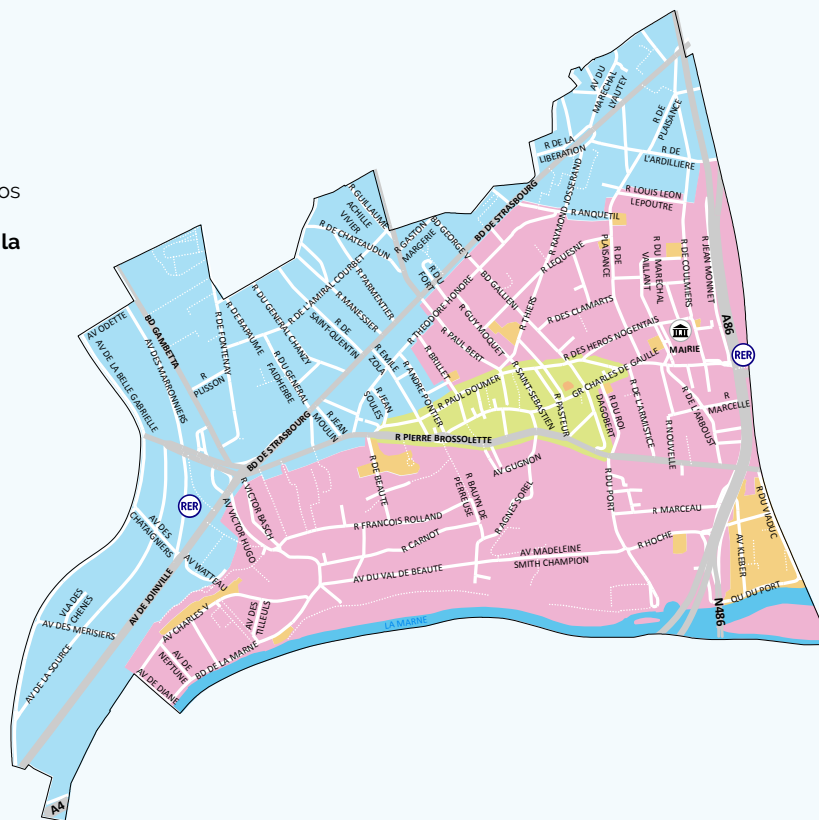 os
la
AV DU
MARECHAL
LYAUTEY
R DE
PLAISANCE
R DE LA
LIBERATION
R DE
L'ARDILLIERE
R LOUIS LEON
LEPOUTRE
R GUILLAUME
ACHILLE
VIVIER
R DE CHATEAUDUN
R GASTON
MARGERIE
BD GEORGE V
BD DE STRASBOURG
R RAYMOND JOSSERAND
R ANQUETIL
R LEQUESNE
R DE
PLAISANCE
R DU MARECHAL
VAILLANT
R DE COULMIERS
R JEAN MONNET
R DU
FORT
BD GALLIENI
R DE L'AMIRAL COURBET
R PARMENTIER
R MANESSIER
R DU GENERAL CHANZY
R DE
SAINT-QUENTIN
R THEODORE HONORE
R GUY MOQUET
R PAUL BERT
R THIERS
R DES CLAMARTS
R DES HEROS NOGENTAIS
A86
MAIRIE
RER
AV ODETTE
BD GAMBETTA
AV DE LA BELLE GABRIELLE
AV DES MARRONNIERS
R DE FONTENAY
R DEBAPAUME
R
PLISSON
R DU GENERAL
FAIDHERBE
R EMILE
ZOLA
R BRILLET
R ANDRE PONTIER
R JEAN
SOULES
R JEAN
MOULIN
R PAUL DOUMER
R SAINT-SEBASTIEN
GR CHARLES DE GAULLE
R PASTEUR
R DU ROI
DAGOBERT
R DE L'ARMISTICE
R NOUVELLE
R DE L'ARBOUST
R
MARCELLE
R PIERRE BROSSOLETTE
BD DE STRASBOURG
R DE BEAUTE
AV GUGNON
R BAUYN DE
PERREUSE
R AGNES SOREL
R DU PORT
R VICTOR BASCH
AV VICTOR HUGO
R FRANCOIS ROLLAND
R CARNOT
R MARCEAU
R HOCHE
AV KLEBER
R DU VIADUC
RER
AV DES
CHATAIGNIERS
AV WATTEAU
AV DU VAL DE BEAUTE
AV MADELEINE
SMITH CHAMPION
QU DU PORT
N486
AV DE JOINVILLE
VLA DES
CHENES
AV DES MERISIERS
AV DE LA SOURCE
AV CHARLES V
AV DES
TILLEULS
AV DE
NEPTUNE
BD DE LA MARNE
AV DE DIANE
LA MARNE
A4